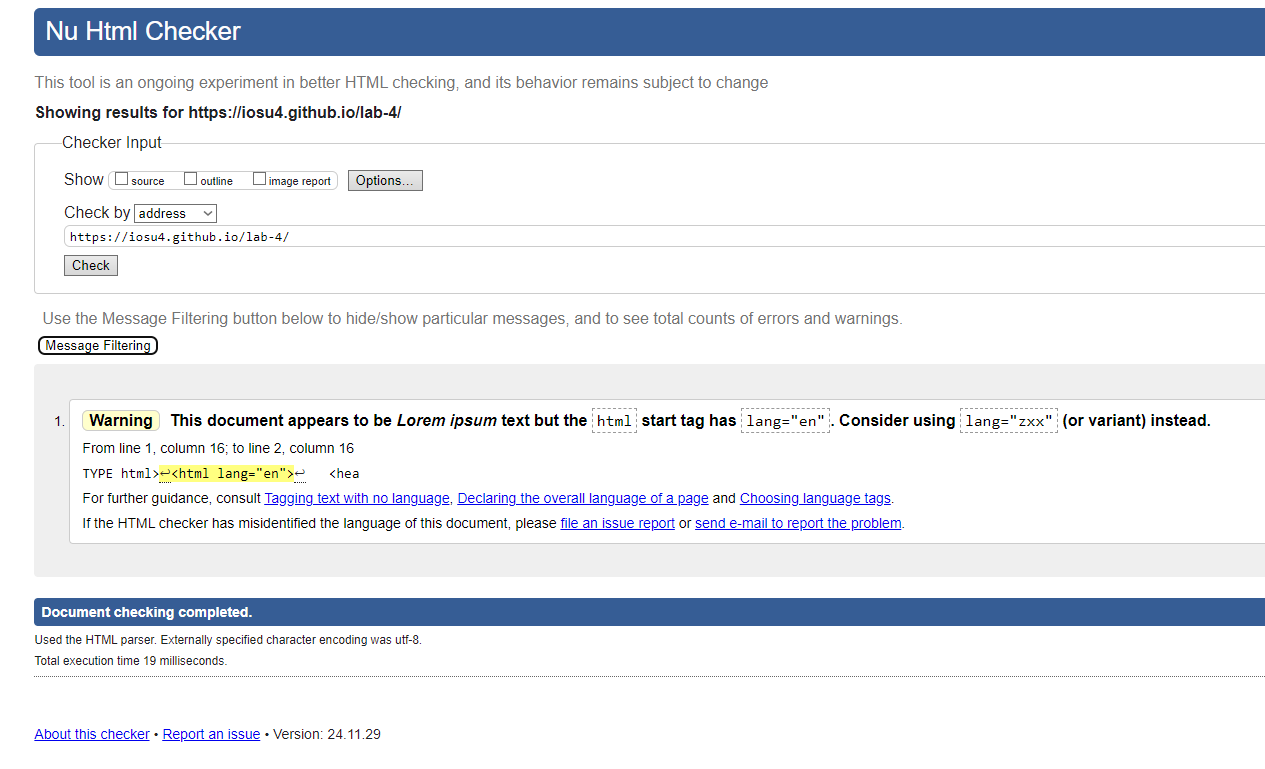 Nu Html Checker
This tool is an ongoing experiment in better HTML checking, and its behavior remains subject to change
Showing results for https://iosu4.github.io/lab-4/
Checker Input
Show source outline image report Options...
Check by address
https://iosu4.github.io/lab-4/
Check
Use the Message Filtering button below to hide/show particular messages, and to see total counts of errors and warnings.
Message Filtering
1. Warning This document appears to be Lorem ipsum text but the html start tag has lang="en". Consider using lang="zxx" (or variant) instead.
From line 1, column 16; to line 2, column 16
TYPE html>↩<html lang="en">↩ <hea
For further guidance, consult Tagging text with no language, Declaring the overall language of a page and Choosing language tags.
If the HTML checker has misidentified the language of this document, please file an issue report or send e-mail to report the problem.
Document checking completed.
Used the HTML parser. Externally specified character encoding was utf-8.
Total execution time 19 milliseconds.
About this checker • Report an issue • Version: 24.11.29